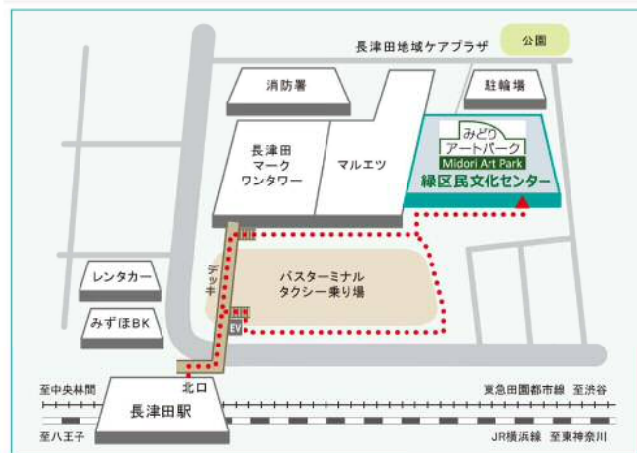 長津田地域ケアプラザ
公園
消防署
駐輪場
長津田
マーク
ワンタワー
マルエツ
みどり
アートパーク
Midori Art Park
緑区民文化センター
デッキ
バスターミナル
タクシー乗り場
レンタカー
みずほBK
EV
北口
至中央林間
東急田園都市線 至渋谷
長津田駅
至八王子
JR横浜線 至東神奈川